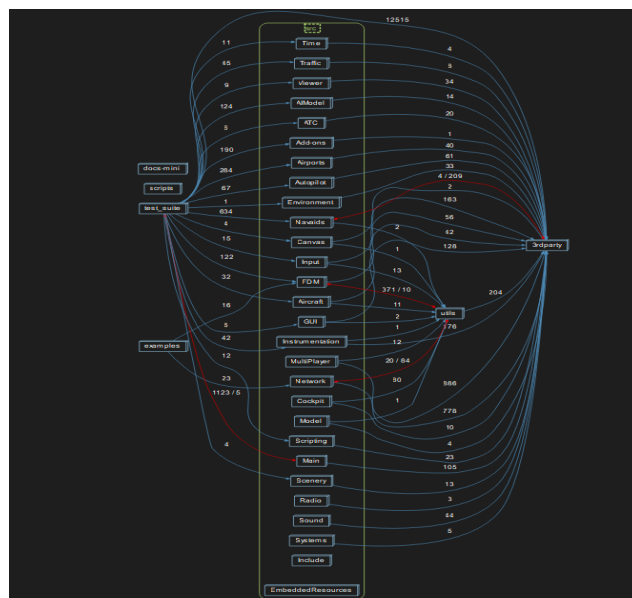 12515
src
11
Time
4
65
Traffic
5
9
Viewer
34
124
AIModel
14
5
ATC
20
190
Add-ons
1
40
284
Airports
61
docs-mini
33
67
Autopilot
4 / 209
scripts
2
1
Environment
163
test_suite
634
4
Navaids
2
56
42
15
Canvas
1
128
3rdparty
122
Input
13
32
FDM
371 / 10
204
16
Aircraft
11
utils
5
GUI
2
1
176
42
Instrumentation
12
examples
12
MultiPlayer
20 / 84
23
Network
80
886
1123 / 5
Cockpit
1
778
Model
10
4
Scripting
4
23
Main
105
Scenery
13
Radio
3
Sound
44
Systems
5
Include
EmbeddedResources